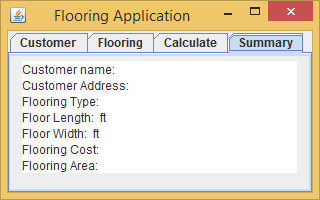 Flooring Application
Customer Flooring Calculate Summary
Customer name:
Customer Address:
Flooring Type:
Floor Length: ft
Floor Width: ft
Flooring Cost:
Flooring Area: